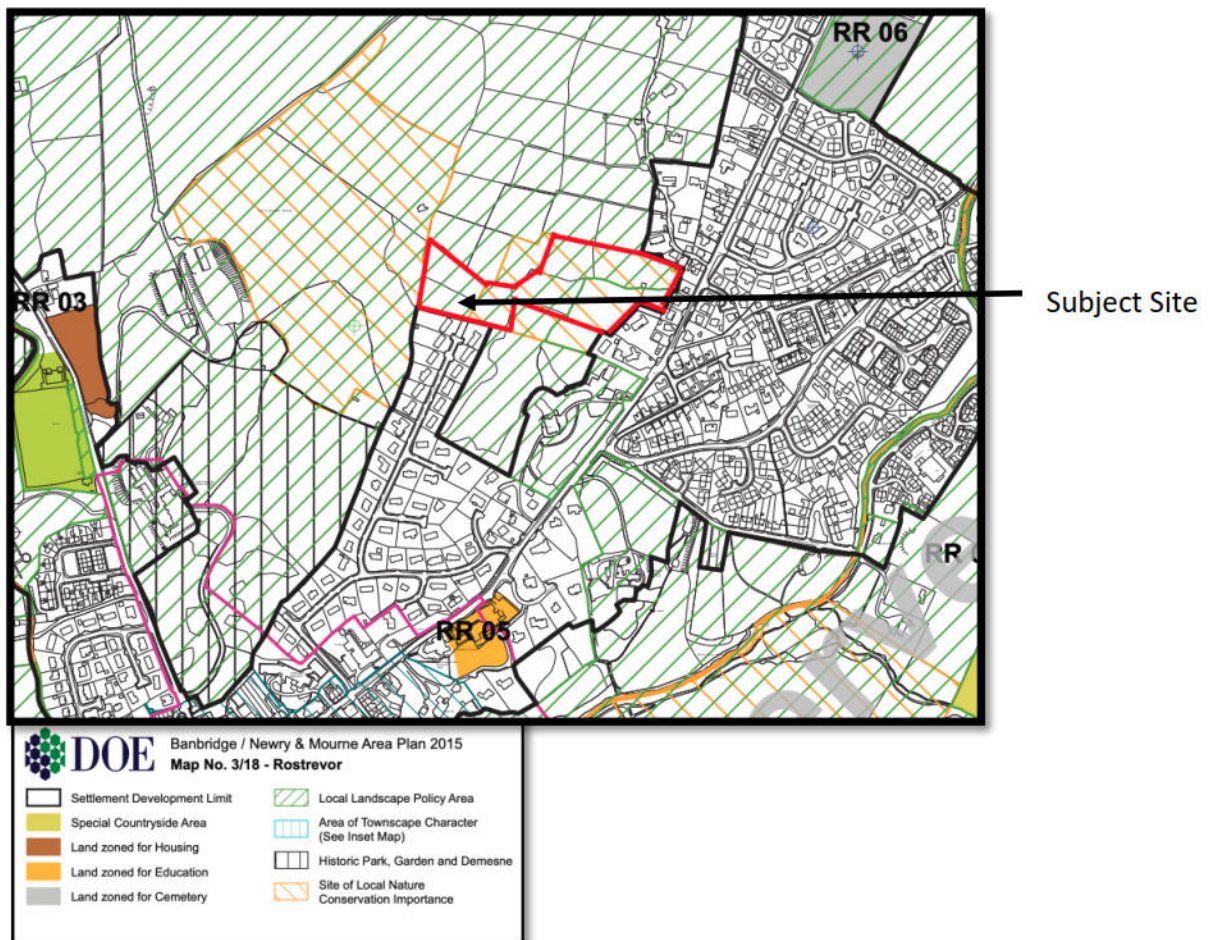 RR 06
RR 03
Subject Site
RR 05
RR
DOE
Banbridge / Newry & Mourne Area Plan 2015
Map No. 3/18 - Rostrevor
Settlement Development Limit
Special Countryside Area
Land zoned for Housing
Land zoned for Education
Land zoned for Cemetery
Local Landscape Policy Area
Area of Townscape Character
(See Inset Map)
Historic Park, Garden and Demesne
Site of Local Nature
Conservation Importance